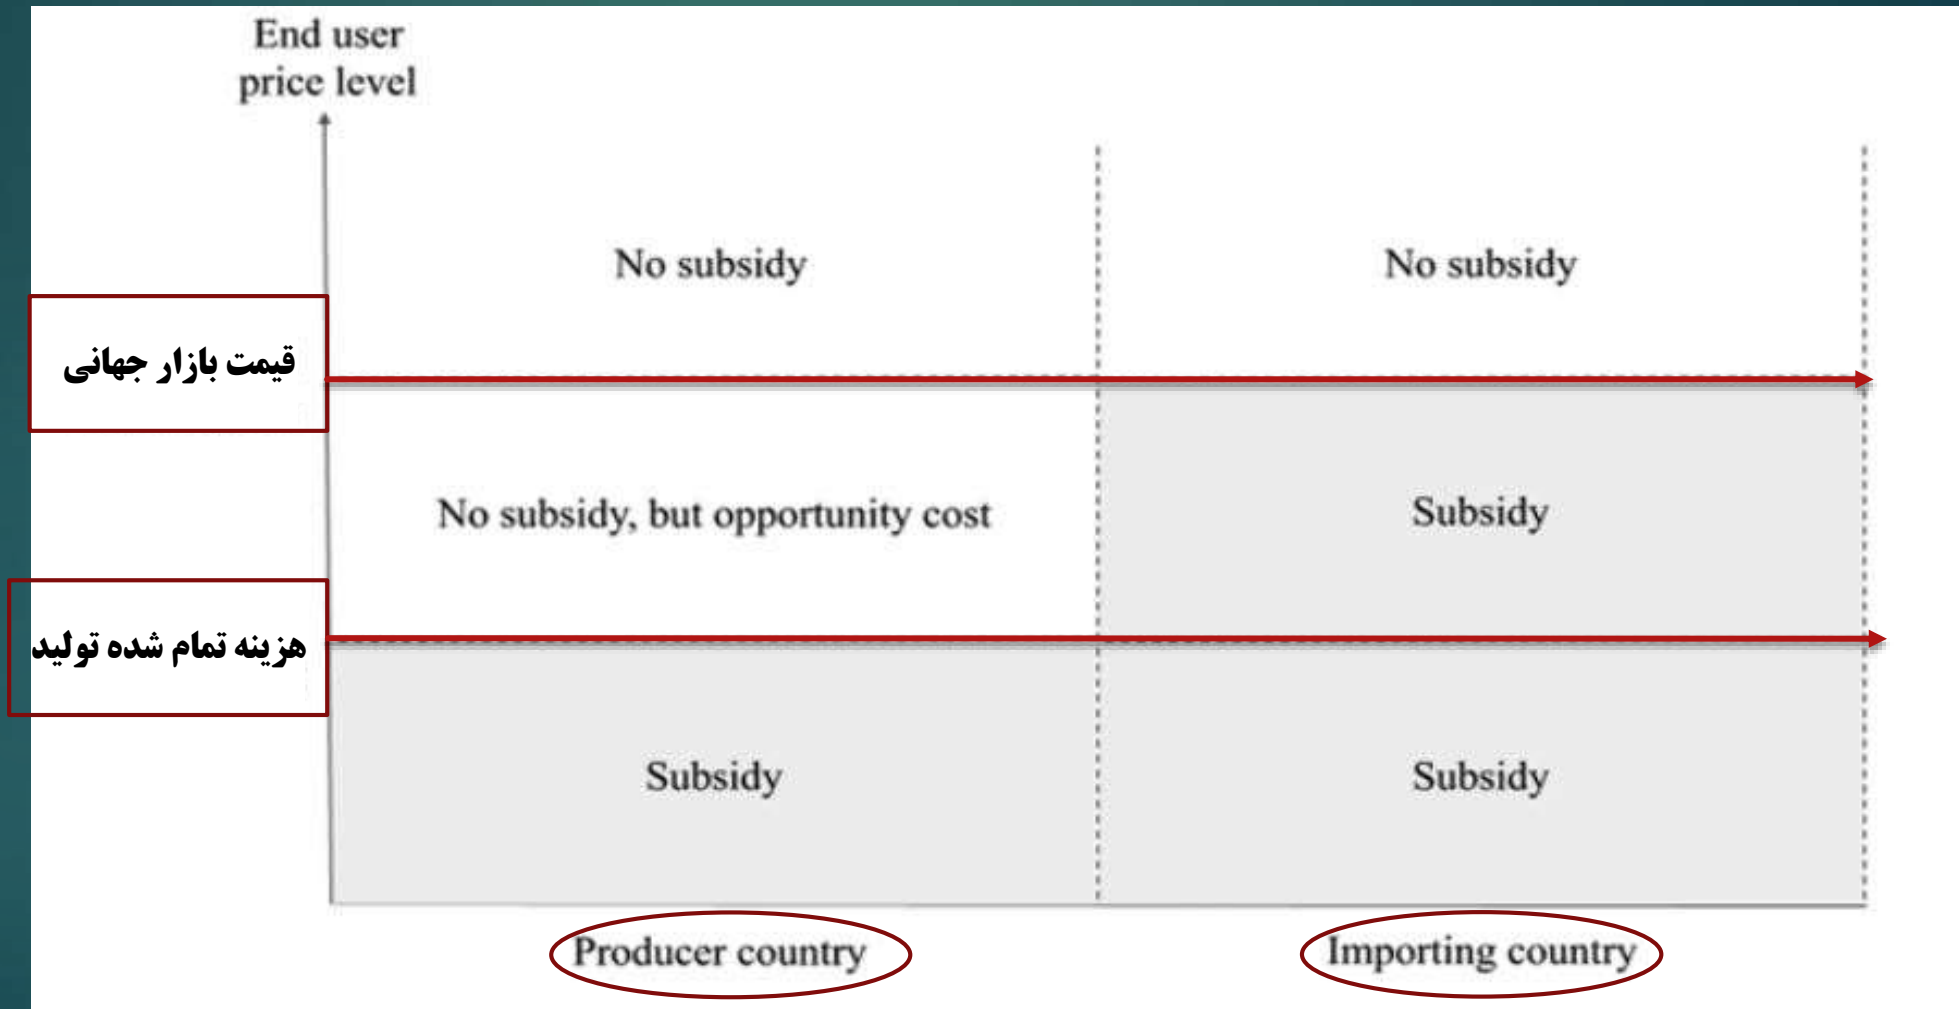 End user
price level
No subsidy
No subsidy
قیمت بازار جهانی
No subsidy, but opportunity cost
Subsidy
هزینه تمام شده تولید
Subsidy
Subsidy
Producer country
Importing country